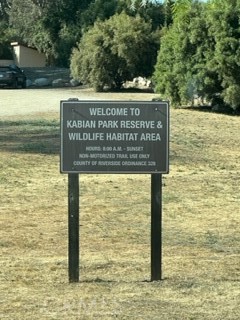 WELCOME TO
KABIAN PARK RESERVE &
WILDLIFE HABITAT AREA
HOURS: 8:00 A.M. - SUNSET
NON-MOTORIZED TRAIL USE ONLY
COUNTY OF RIVERSIDE ORDINANCE 328